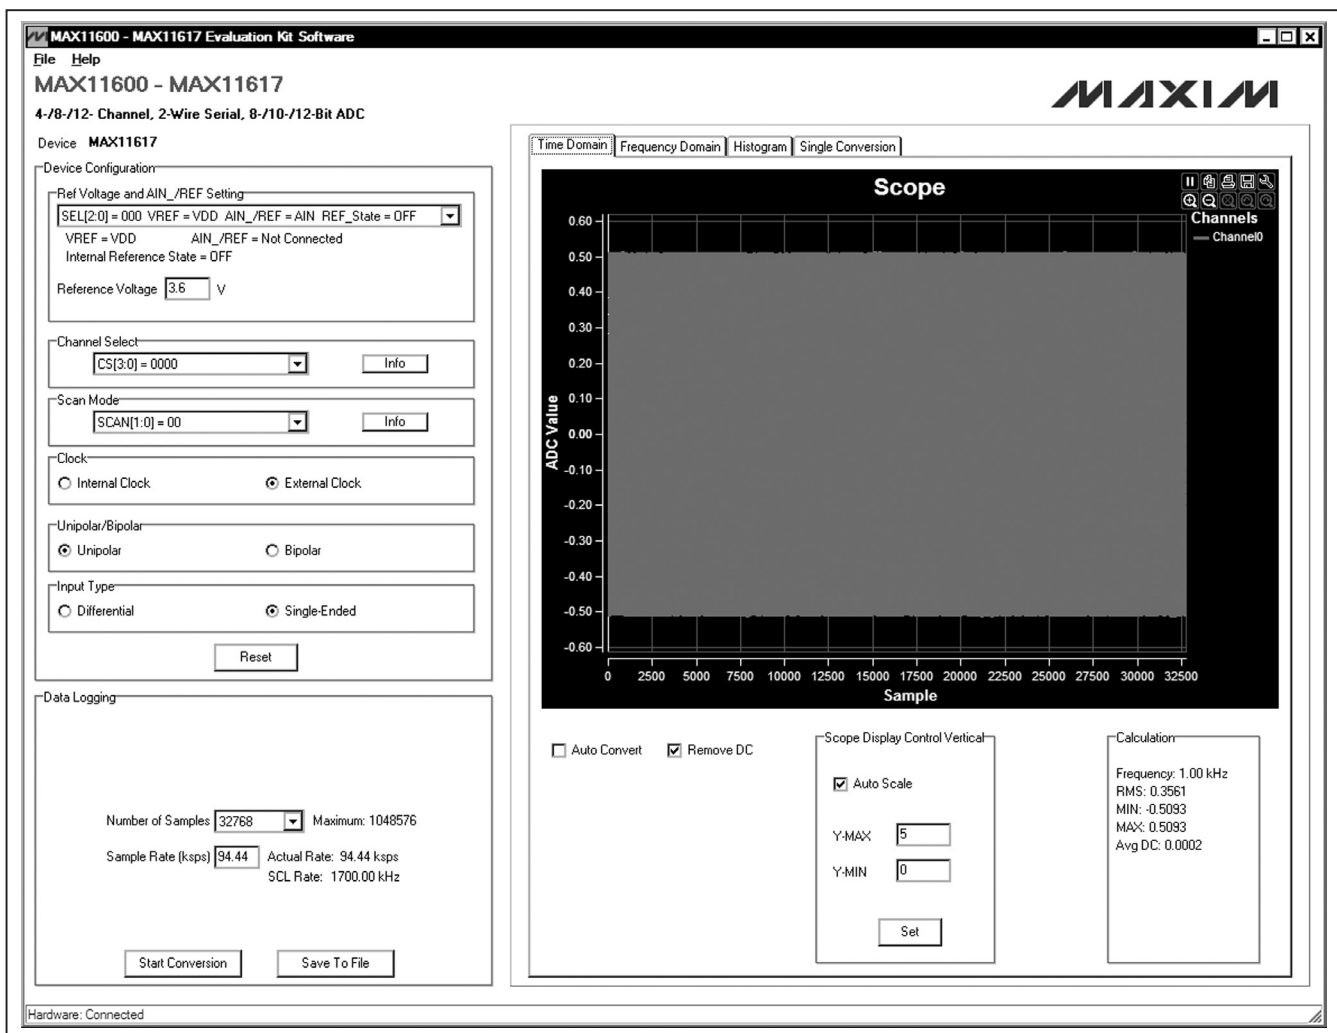 MAX11600 - MAX11617 Evaluation Kit Software
File Help
MAX11600 - MAX11617
MAXIM
4-/8-/12- Channel, 2-Wire Serial, 8-/10-/12-Bit ADC
Device MAX11617
Device Configuration
Ref Voltage and AIN_/REF Setting
SEL[2:0] = 000 VREF = VDD AIN_/REF = AIN REF_State = OFF
VREF = VDD AIN_/REF = Not Connected
Internal Reference State = OFF
Reference Voltage 3.6 V
Channel Select
CS[3:0] = 0000 Info
Scan Mode
SCAN[1:0] = 00 Info
Clock
Internal Clock External Clock
Unipolar/Bipolar
Unipolar Bipolar
Input Type
Differential Single-Ended
Reset
Data Logging
Number of Samples 32768 Maximum: 1048576
Sample Rate (ksps) 94.44 Actual Rate: 94.44 ksps
SCL Rate: 1700.00 kHz
Start Conversion Save To File
Time Domain Frequency Domain Histogram Single Conversion
Scope
Channels
Channel0
ADC Value
0.60
0.50
0.40
0.30
0.20
0.10
0.00
-0.10
-0.20
-0.30
-0.40
-0.50
-0.60
0 2500 5000 7500 10000 12500 15000 17500 20000 22500 25000 27500 30000 32500
Sample
Auto Convert Remove DC
Scope Display Control Vertical
Auto Scale
Y-MAX 5
Y-MIN 0
Set
Calculation
Frequency: 1.00 kHz
RMS: 0.3561
MIN: -0.5093
MAX: 0.5093
Avg DC: 0.0002
Hardware: Connected